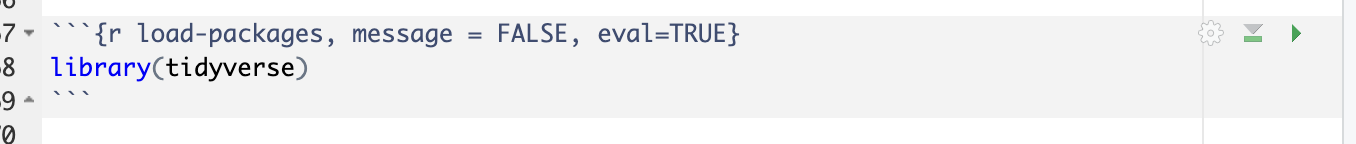 ```{r load-packages, message = FALSE, eval=TRUE}
library(tidyverse)
```